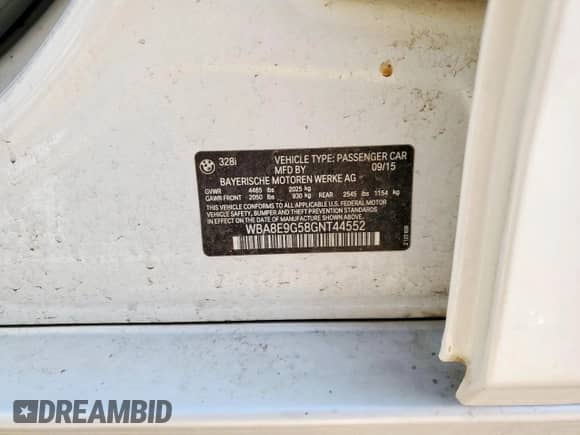 328i VEHICLE TYPE: PASSENGER CAR
MFD BY 09/15
BAYERISCHE MOTOREN WERKE AG
GVWR 4465 lbs 2025 kg
GAWR FRONT 2050 lbs 930 kg REAR 2545 lbs 1154 kg
THIS VEHICLE CONFORMS TO ALL APPLICABLE U.S. FEDERAL MOTOR
VEHICLE SAFETY, BUMPER, AND THEFT PREVENTION STANDARDS
IN EFFECT ON THE DATE OF MANUFACTURE SHOWN ABOVE.
WBA8E9G58GNT44552
DREAMBID